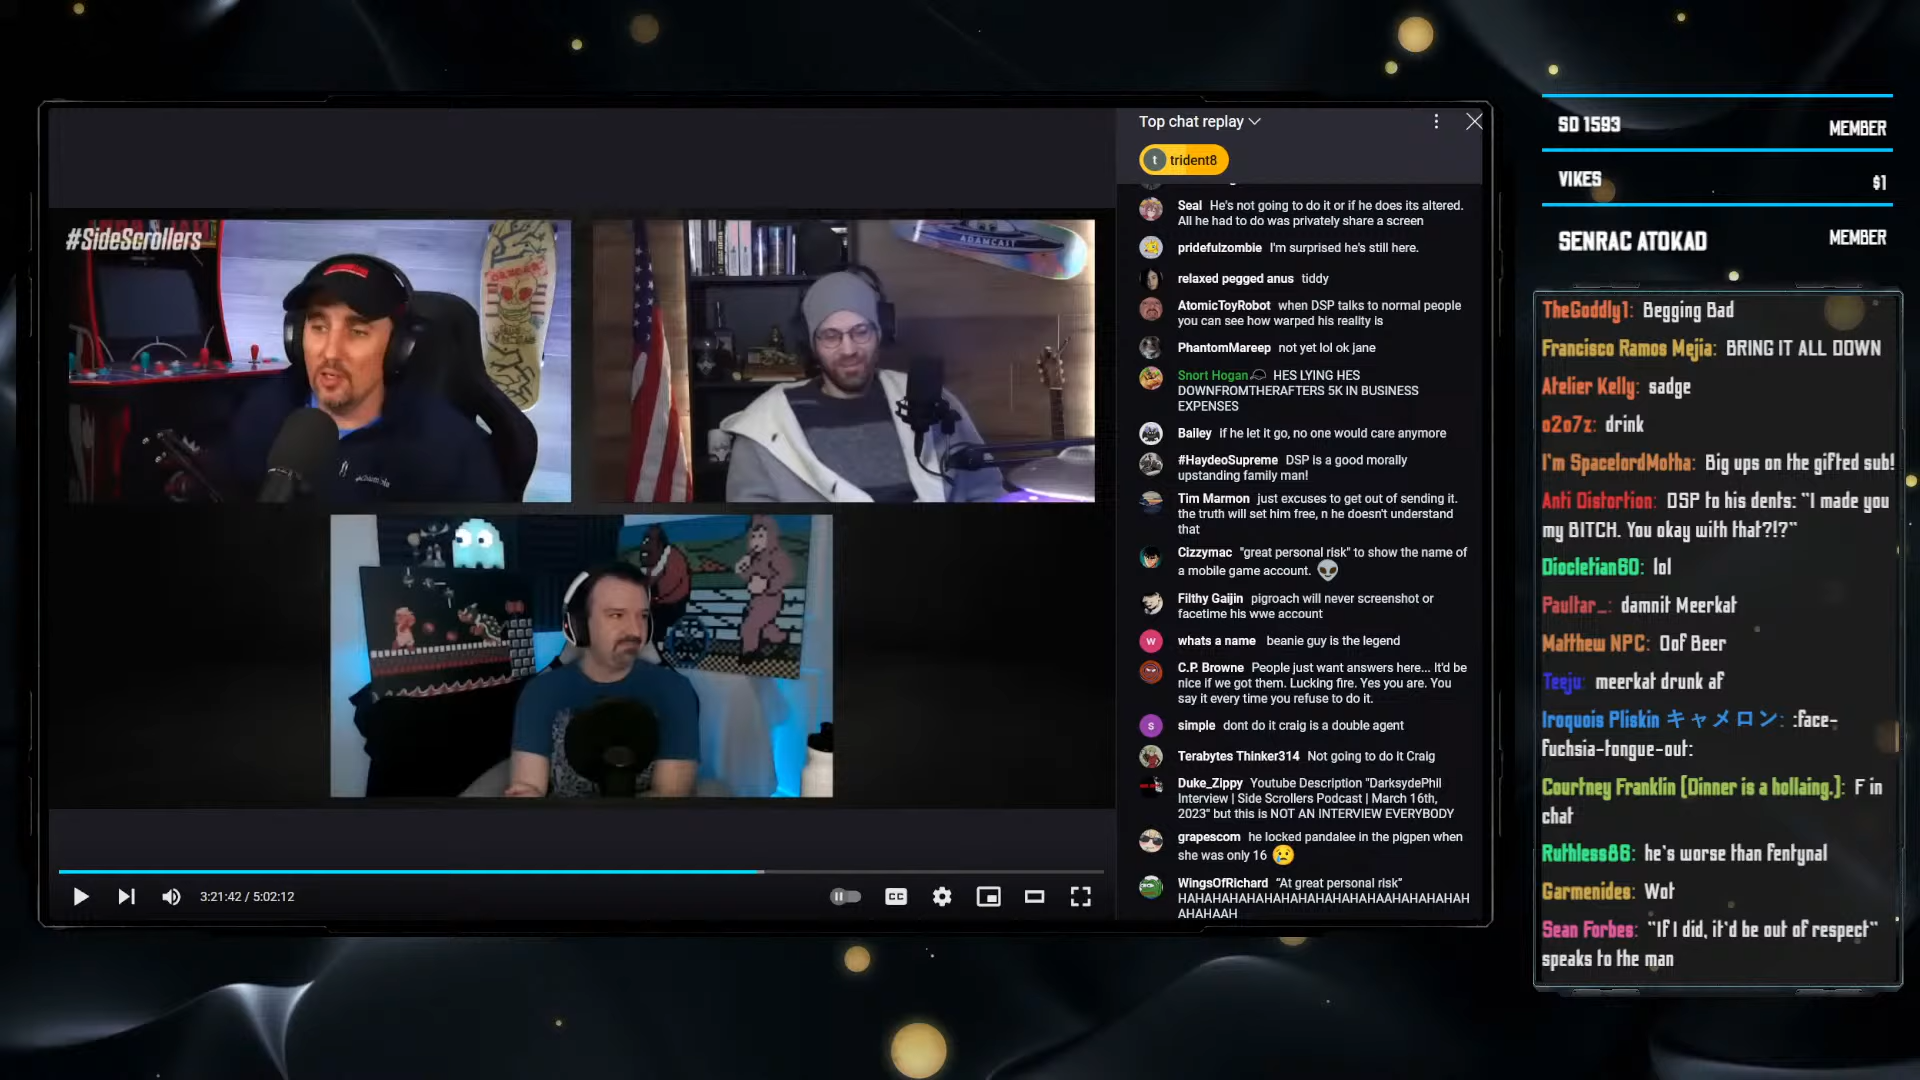 #SideScrollers
ADAMCAIT
Top chat replay
t trident8
Seal He's not going to do it or if he does its altered.
All he had to do was privately share a screen
pridefulzombie I'm surprised he's still here.
relaxed pegged anus tiddy
AtomicToyRobot when DSP talks to normal people
you can see how warped his reality is
PhantomMareep not yet lol ok jane
Snort Hogan HES LYING HES
DOWNFROMTHERAFTERS 5K IN BUSINESS
EXPENSES
Bailey if he let it go, no one would care anymore
#HaydeoSupreme DSP is a good morally
upstanding family man!
Tim Marmon just excuses to get out of sending it.
the truth will set him free, n he doesn't understand
that
Cizzymac "great personal risk" to show the name of
a mobile game account. 👽
Filthy Gaijin pigroach will never screenshot or
facetime his wwe account
w whats a name beanie guy is the legend
C.P. Browne People just want answers here... It'd be
nice if we got them. Lucking fire. Yes you are. You
say it every time you refuse to do it.
s simple dont do it craig is a double agent
Terabytes Thinker314 Not going to do it Craig
Duke_Zippy Youtube Description "DarksydePhil
Interview | Side Scrollers Podcast | March 16th,
2023" but this is NOT AN INTERVIEW EVERYBODY
grapescom he locked pandalee in the pigpen when
she was only 16 😢
WingsOfRichard “At great personal risk”
HAHAHAHAHAHAHAHAHAHAHAAHAHAHAHAH
AHAHAAH
3:21:42 / 5:02:12
CC
SD 1593 MEMBER
VIKES $1
SENRAC ATOKAD MEMBER
TheGoddly1: Begging Bad
Francisco Ramos Mejia: BRING IT ALL DOWN
Atelier Kelly: sadge
o2o7z: drink
I'm SpacelordMotha: Big ups on the gifted sub!
Anti Distortion: DSP to his dents: “I made you
my BITCH. You okay with that?!?”
Diocletian60: lol
Paultar_: damnit Meerkat
Matthew NPC: Oof Beer
Teeju: meerkat drunk af
Iroquois Pliskin キャメロン: :face-
fuchsia-tongue-out:
Courtney Franklin (Dinner is a hollaing.): F in
chat
Ruthless86: he's worse than fentynal
Garmenides: Wot
Sean Forbes: "If I did, it'd be out of respect"
speaks to the man